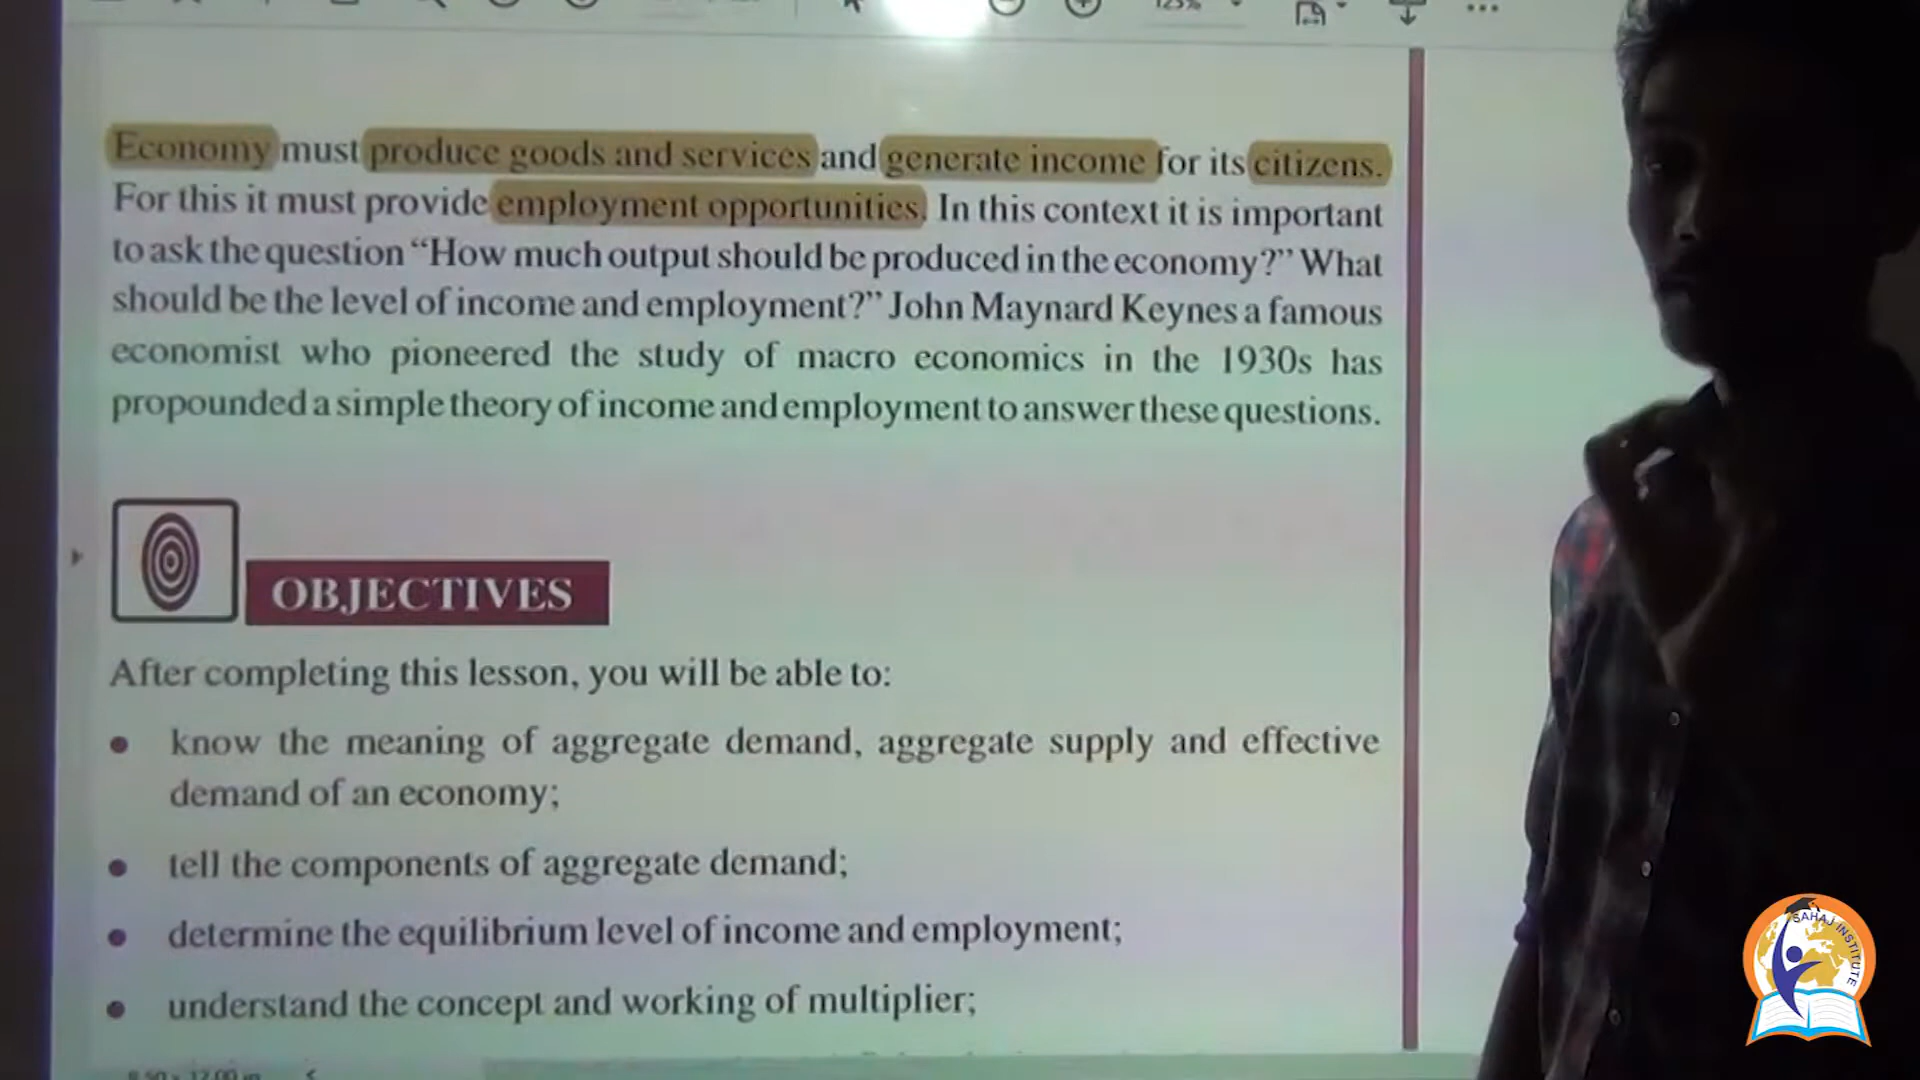 125%
Economy must produce goods and services and generate income for its citizens.
For this it must provide employment opportunities. In this context it is important
to ask the question “How much output should be produced in the economy?” What
should be the level of income and employment?” John Maynard Keynes a famous
economist who pioneered the study of macro economics in the 1930s has
propounded a simple theory of income and employment to answer these questions.
OBJECTIVES
After completing this lesson, you will be able to:
know the meaning of aggregate demand, aggregate supply and effective
demand of an economy;
tell the components of aggregate demand;
determine the equilibrium level of income and employment;
understand the concept and working of multiplier;
8.50 x 12.00 in
SAHAJ INSTITUTE